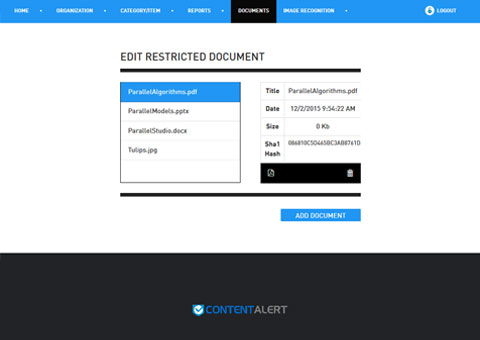 HOME ORGANIZATION CATEGORY/ITEM REPORTS DOCUMENTS IMAGE RECOGNITION LOGOUT
EDIT RESTRICTED DOCUMENT
ParallelAlgorithms.pdf
ParallelModels.pptx
ParallelStudio.docx
Tulips.jpg
Title ParallelAlgorithms.pdf
Date 12/2/2015 9:54:22 AM
Size 0 Kb
Sha1 Hash
ADD DOCUMENT
CONTENTALERT